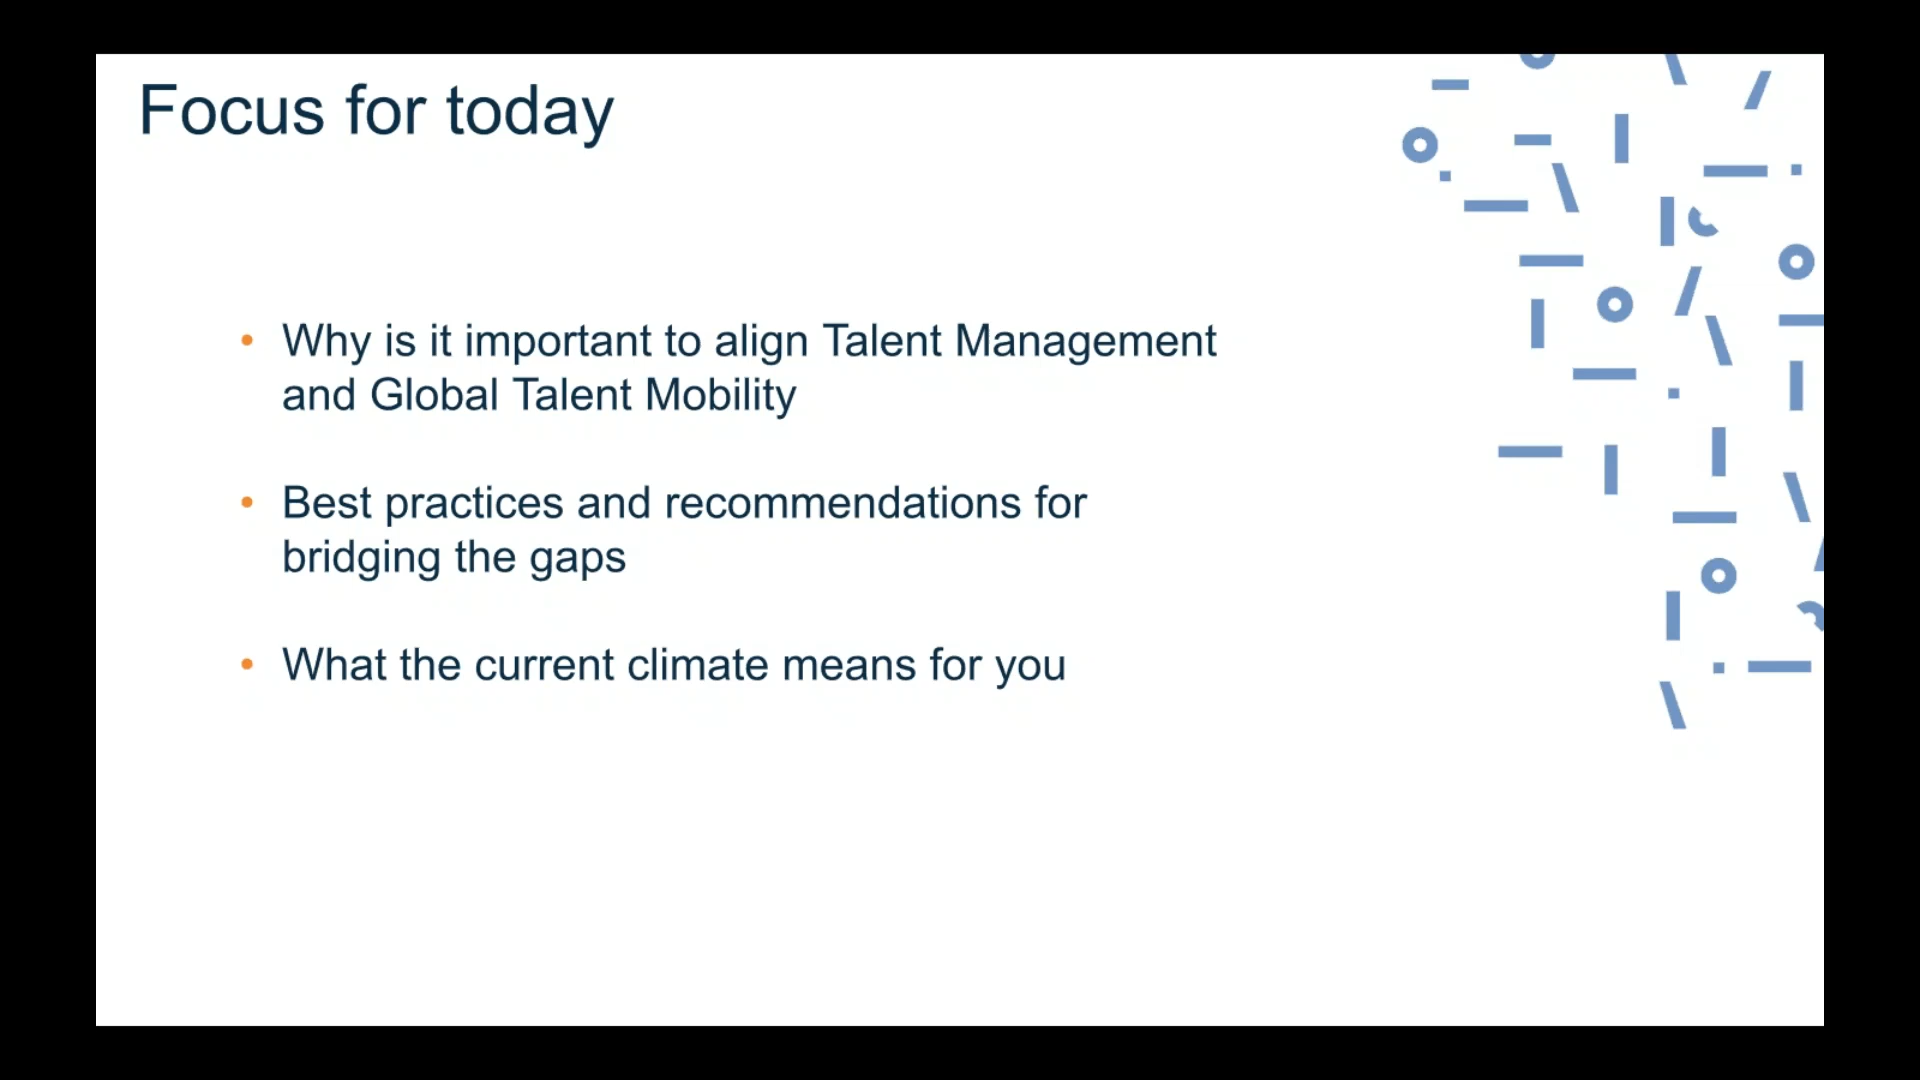 Focus for today
• Why is it important to align Talent Management
and Global Talent Mobility
• Best practices and recommendations for
bridging the gaps
• What the current climate means for you